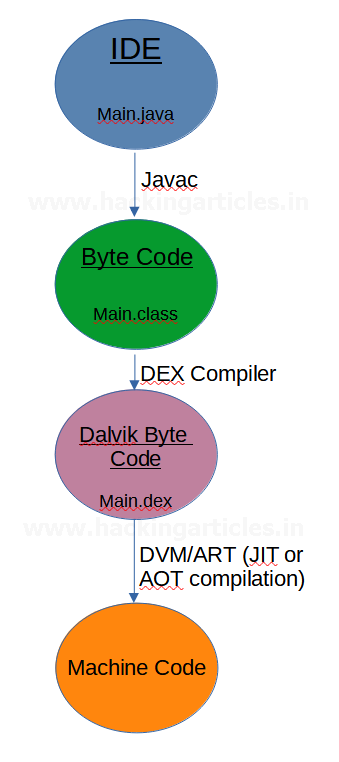 IDE
Main.java
Javac
www.hackingarticles.in
Byte Code
Main.class
DEX Compiler
Dalvik Byte
Code
Main.dex
www.hackingarticles.in
DVM/ART (JIT or
AOT compilation)
Machine Code